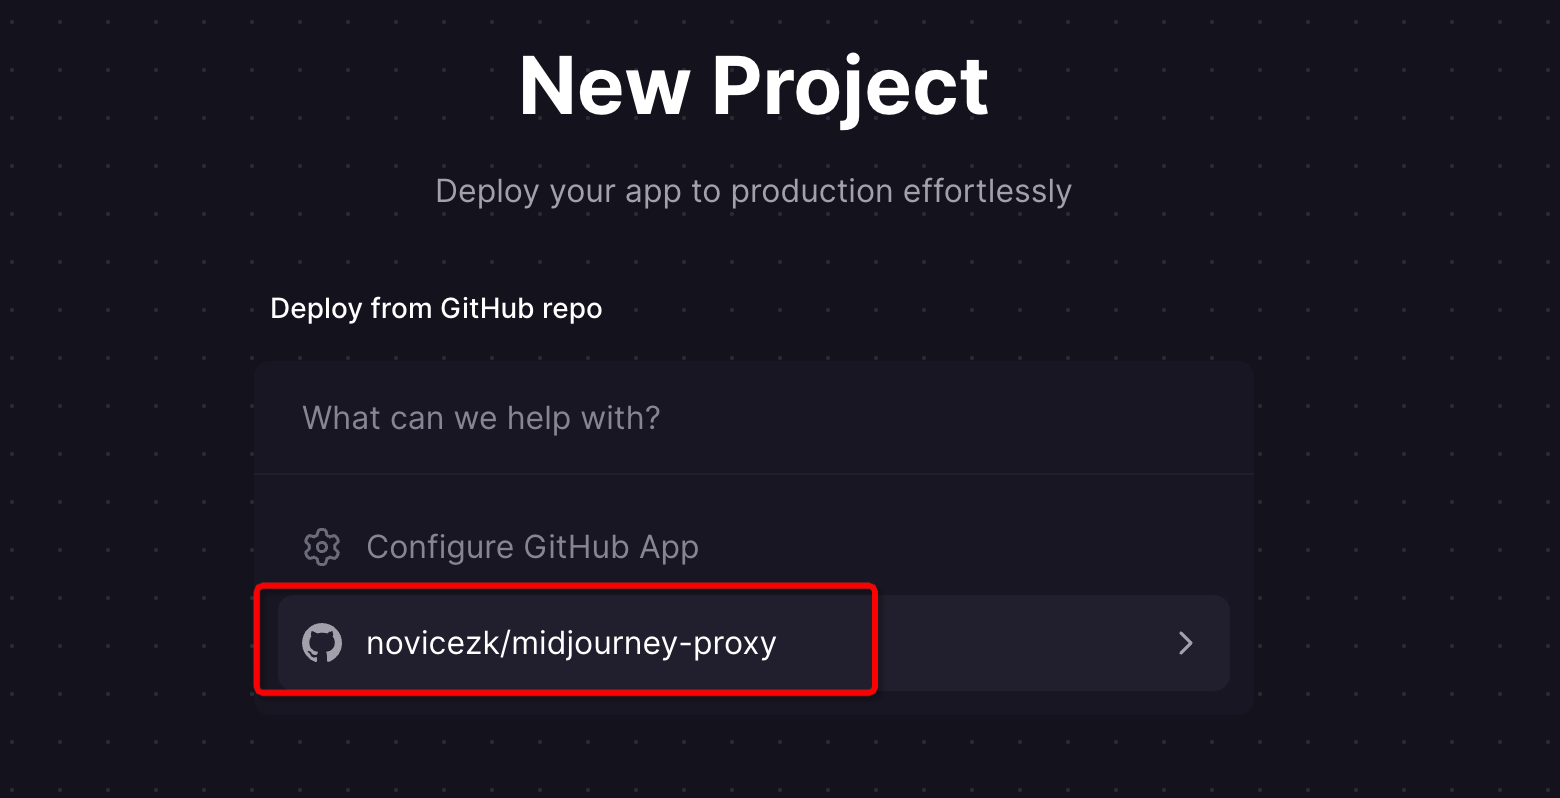 New Project
Deploy your app to production effortlessly
Deploy from GitHub repo
What can we help with?
Configure GitHub App
novicezk/midjourney-proxy